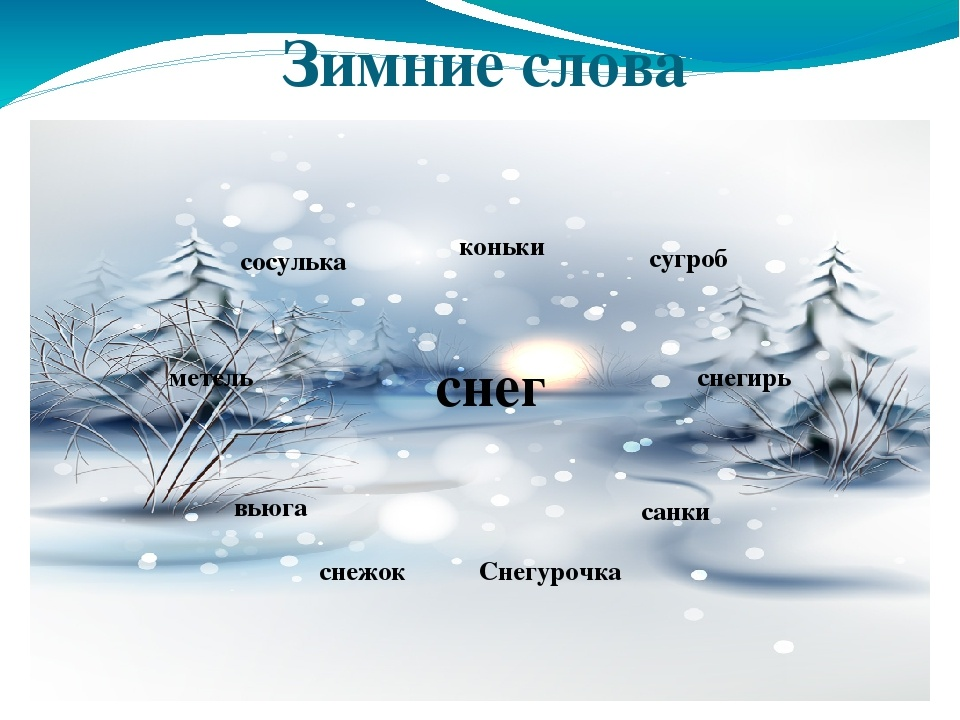 Зимние слова
коньки
сосулька
сугроб
метель
снег
снегирь
вьюга
санки
снежок
Снегурочка